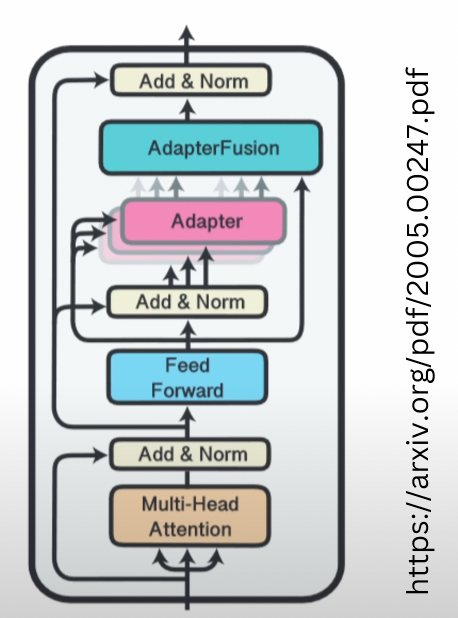 Add & Norm
AdapterFusion
Adapter
Add & Norm
Feed
Forward
Add & Norm
Multi-Head
Attention
https://arxiv.org/pdf/2005.00247.pdf